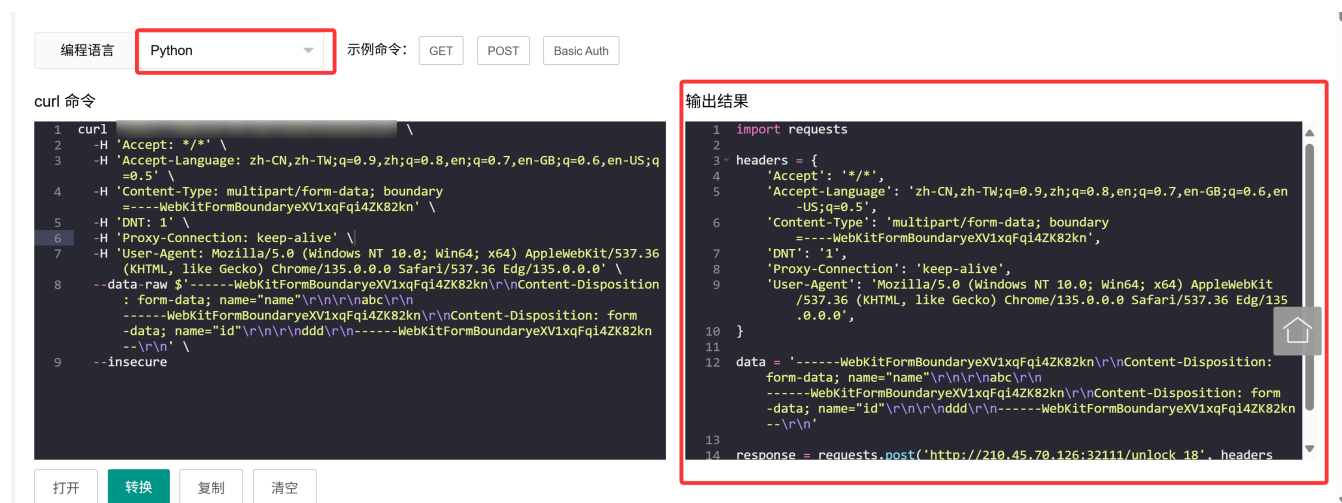 编程语言 Python 示例命令： GET POST Basic Auth
curl 命令
1 curl \
2 -H 'Accept: */*' \
3 -H 'Accept-Language: zh-CN,zh-TW;q=0.9,zh;q=0.8,en;q=0.7,en-GB;q=0.6,en-US;q
=0.5' \
4 -H 'Content-Type: multipart/form-data; boundary
=----WebKitFormBoundaryeXV1xqFqi4ZK82kn' \
5 -H 'DNT: 1' \
6 -H 'Proxy-Connection: keep-alive' \
7 -H 'User-Agent: Mozilla/5.0 (Windows NT 10.0; Win64; x64) AppleWebKit/537.36
(KHTML, like Gecko) Chrome/135.0.0.0 Safari/537.36 Edg/135.0.0.0' \
8 --data-raw $'------WebKitFormBoundaryeXV1xqFqi4ZK82kn\r\nContent-Disposition
: form-data; name="name"\r\n\r\nabc\r\n
------WebKitFormBoundaryeXV1xqFqi4ZK82kn\r\nContent-Disposition: form
-data; name="id"\r\n\r\nddd\r\n------WebKitFormBoundaryeXV1xqFqi4ZK82kn
--\r\n' \
9 --insecure
输出结果
1 import requests
2
3 headers = {
4 'Accept': '*/*',
5 'Accept-Language': 'zh-CN,zh-TW;q=0.9,zh;q=0.8,en;q=0.7,en-GB;q=0.6,en
-US;q=0.5',
6 'Content-Type': 'multipart/form-data; boundary
=----WebKitFormBoundaryeXV1xqFqi4ZK82kn',
7 'DNT': '1',
8 'Proxy-Connection': 'keep-alive',
9 'User-Agent': 'Mozilla/5.0 (Windows NT 10.0; Win64; x64) AppleWebKit
/537.36 (KHTML, like Gecko) Chrome/135.0.0.0 Safari/537.36 Edg/135
.0.0.0',
10 }
11
12 data = '------WebKitFormBoundaryeXV1xqFqi4ZK82kn\r\nContent-Disposition:
form-data; name="name"\r\n\r\nabc\r\n
------WebKitFormBoundaryeXV1xqFqi4ZK82kn\r\nContent-Disposition: form
-data; name="id"\r\n\r\nddd\r\n------WebKitFormBoundaryeXV1xqFqi4ZK82kn
--\r\n'
13
14 response = requests.post('http://210.45.70.126:32111/unlock_18', headers
打开 转换 复制 清空